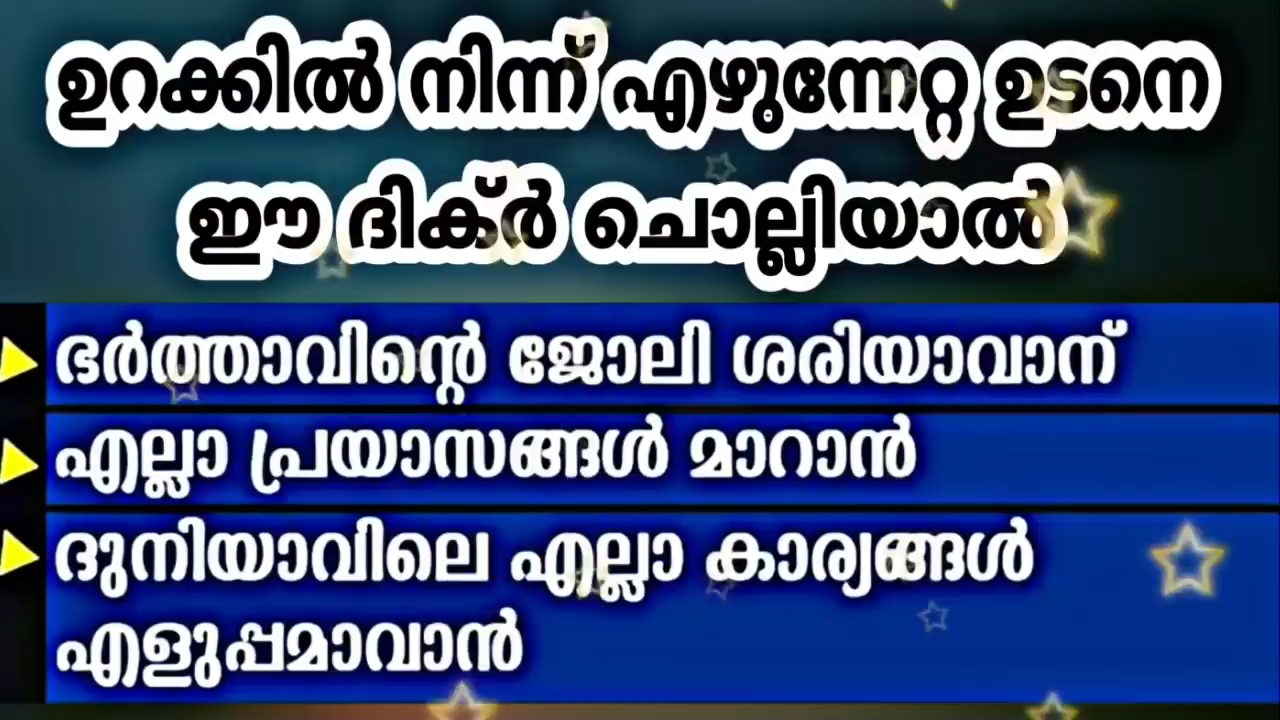 ഉറക്കിൽ നിന്ന് എഴുന്നേറ്റ ഉടനെ
ഈ ദിക്ർ ചൊല്ലിയാൽ
ഭർത്താവിന്റെ ജോലി ശരിയാവാന്
എല്ലാ പ്രയാസങ്ങൾ മാറാൻ
ദുനിയാവിലെ എല്ലാ കാര്യങ്ങൾ
എളുപ്പമാവാൻ